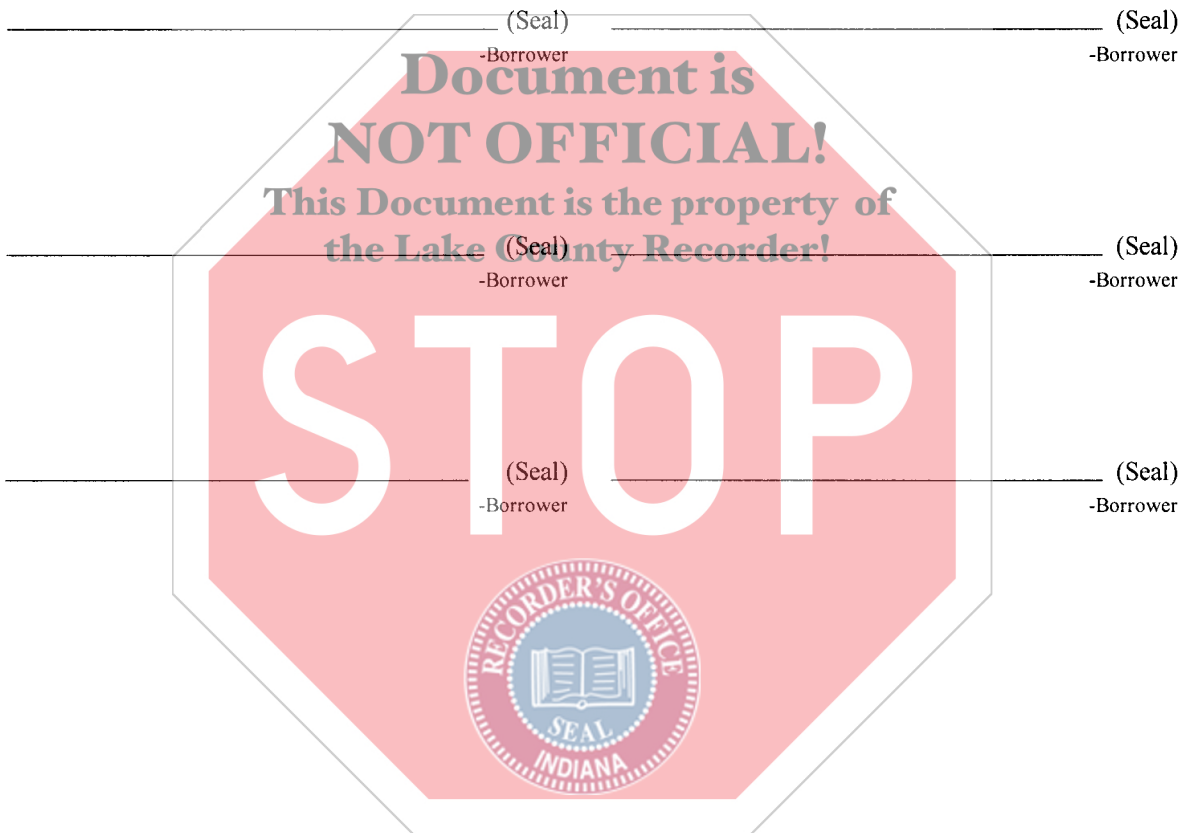 (Seal) (Seal)
-Borrower -Borrower
Document is
NOT OFFICIAL!
This Document is the property of
the Lake County Recorder!
(Seal) (Seal)
-Borrower -Borrower
STOP
(Seal) (Seal)
-Borrower -Borrower
RECORDER'S OFFICE
SEAL
INDIANA